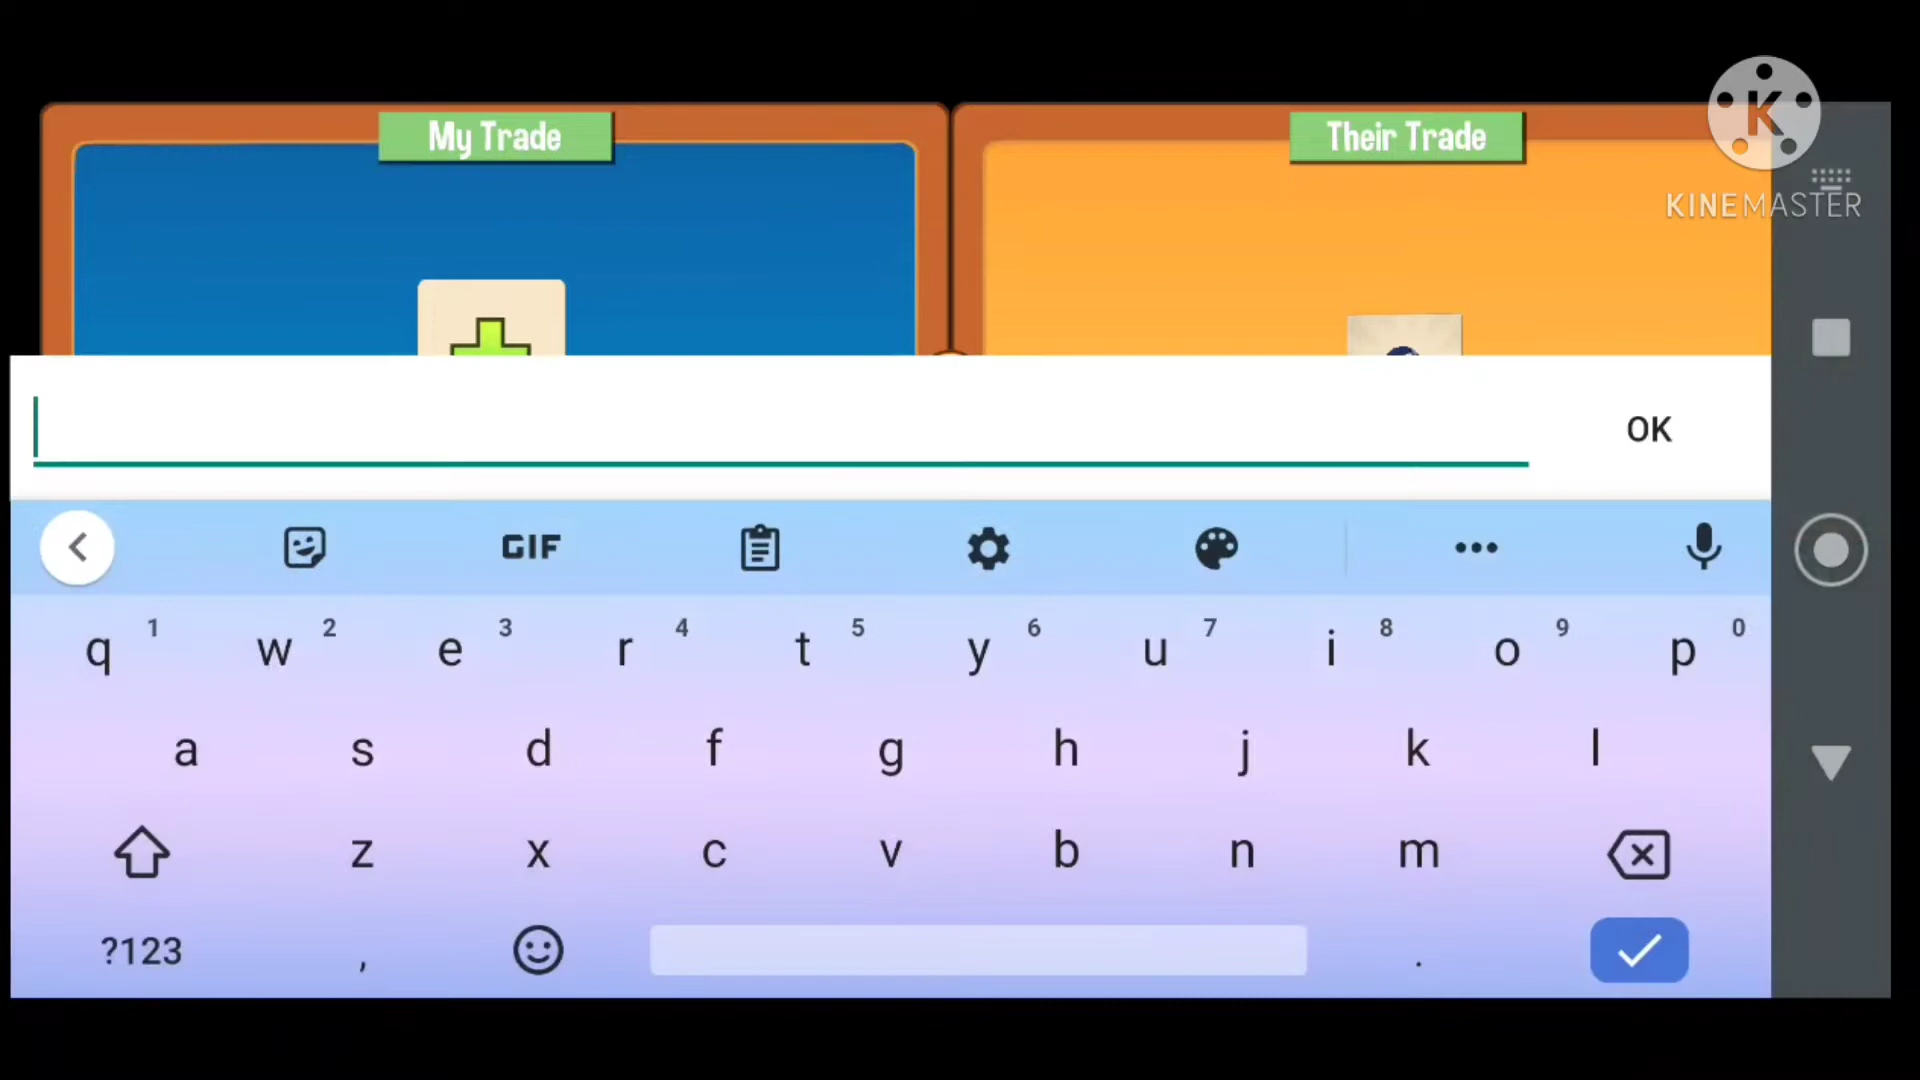 My Trade
Their Trade
K
KINEMASTER
OK
GIF
q 1 w 2 e 3 r 4 t 5 y 6 u 7 i 8 o 9 p 0
a s d f g h j k l
z x c v b n m
?123 , .